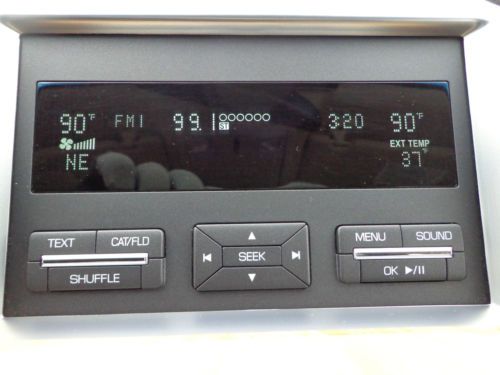 90°F FM1 99.1 ST 3:20 90°F
NE EXT TEMP
37°F
TEXT CAT/FLD MENU SOUND
SEEK
SHUFFLE OK ▶/II